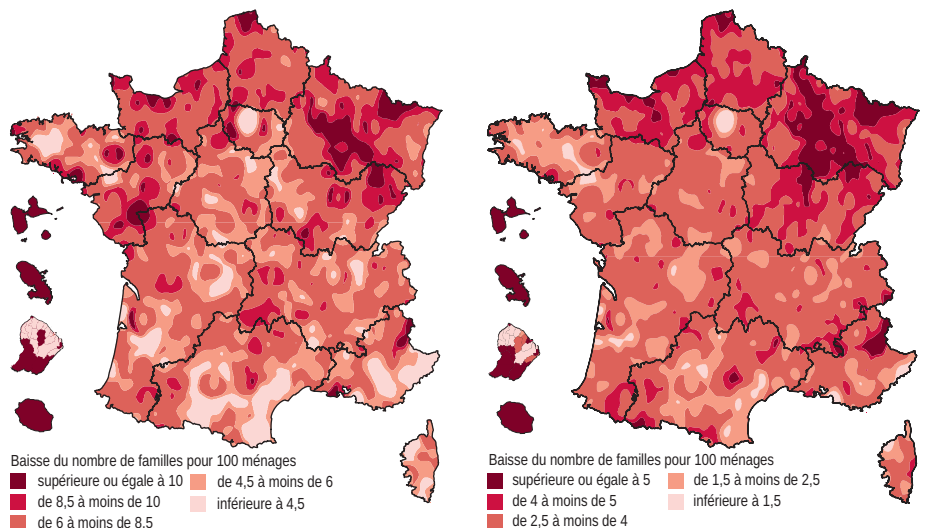 Baisse du nombre de familles pour 100 ménages
supérieure ou égale à 10
de 8,5 à moins de 10
de 6 à moins de 8.5
de 4,5 à moins de 6
inférieure à 4,5
Baisse du nombre de familles pour 100 ménages
supérieure ou égale à 5
de 4 à moins de 5
de 2,5 à moins de 4
de 1,5 à moins de 2,5
inférieure à 1,5